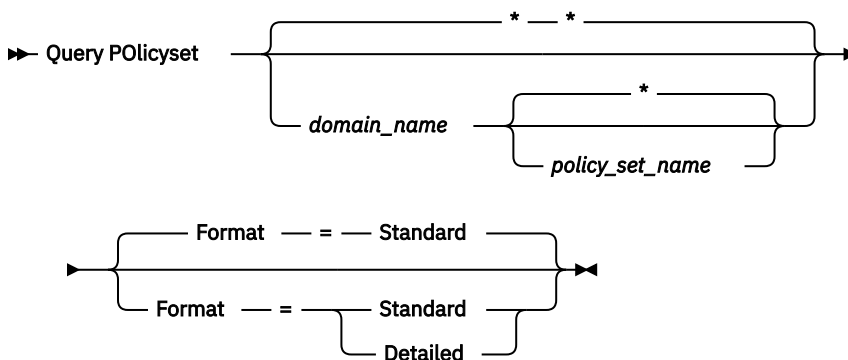 * *
Query POlicyset
*
domain_name
policy_set_name
Format = Standard
Format = Standard
Detailed